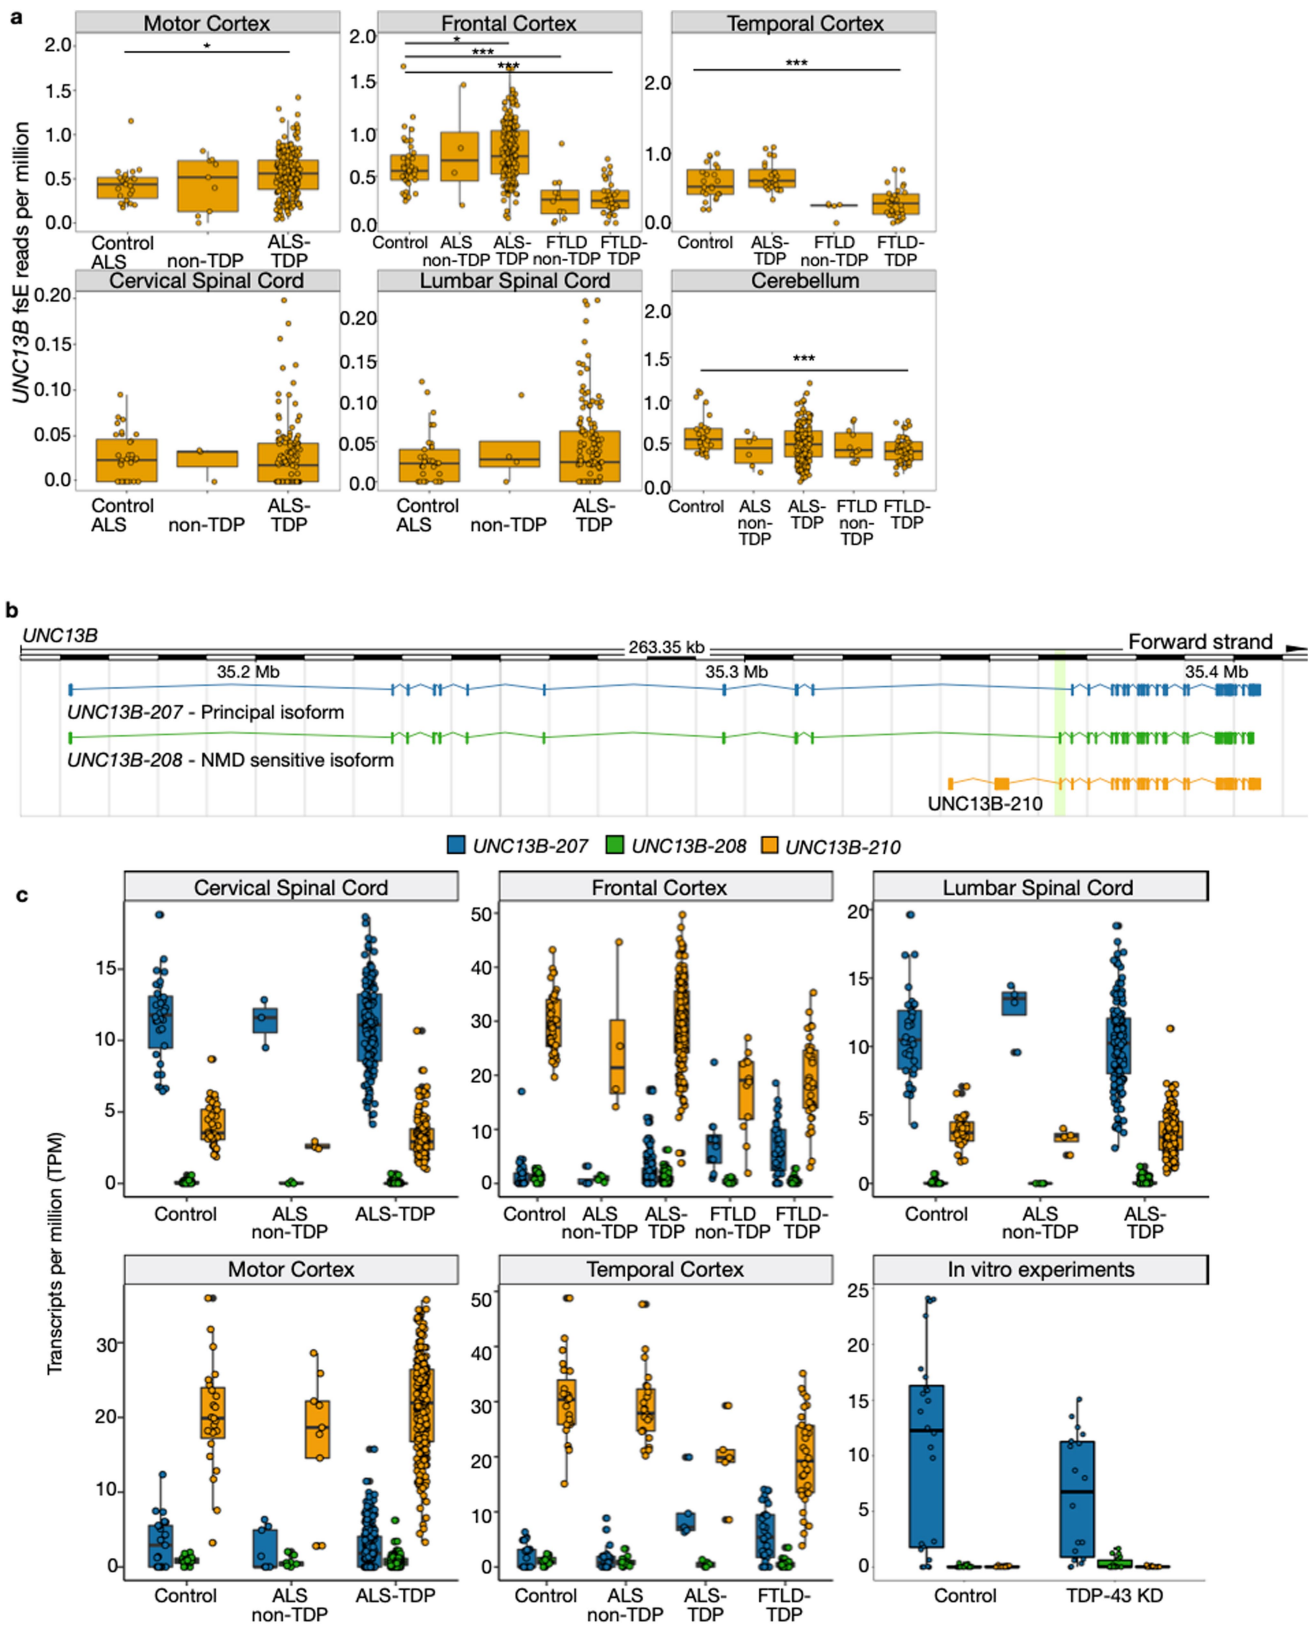 a
Motor Cortex
Frontal Cortex
Temporal Cortex
UNC13B fsE reads per million
2.0
1.5
1.0
0.5
0.0
*
Control
ALS
non-TDP
ALS-
TDP
2.0
1.5
1.0
0.5
0.0
*
***
***
Control
ALS
non-TDP
ALS-
TDP
FTLD
non-TDP
FTLD-
TDP
2.0
1.0
0.0
***
Control
ALS-
TDP
FTLD
non-TDP
FTLD-
TDP
Cervical Spinal Cord
Lumbar Spinal Cord
Cerebellum
0.20
0.15
0.10
0.05
0.0
Control
ALS
non-TDP
ALS-
TDP
0.20
0.15
0.10
0.05
0.0
Control
ALS
non-TDP
ALS-
TDP
2.0
1.5
1.0
0.5
0.0
***
Control
ALS
non-
TDP
ALS-
TDP
FTLD
non-
TDP
FTLD-
TDP
b
UNC13B
263.35 kb
Forward strand
35.2 Mb
35.3 Mb
35.4 Mb
UNC13B-207 - Principal isoform
UNC13B-208 - NMD sensitive isoform
UNC13B-210
UNC13B-207
UNC13B-208
UNC13B-210
c
Transcripts per million (TPM)
Cervical Spinal Cord
15
10
5
0
Control
ALS
non-TDP
ALS-TDP
Frontal Cortex
50
40
30
20
10
0
Control
ALS
non-TDP
ALS-
TDP
FTLD
non-TDP
FTLD-
TDP
Lumbar Spinal Cord
20
15
10
5
0
Control
ALS
non-TDP
ALS-
TDP
Motor Cortex
30
20
10
0
Control
ALS
non-TDP
ALS-TDP
Temporal Cortex
50
40
30
20
10
0
Control
ALS
non-TDP
ALS-
TDP
FTLD-
TDP
In vitro experiments
25
20
15
10
5
0
Control
TDP-43 KD